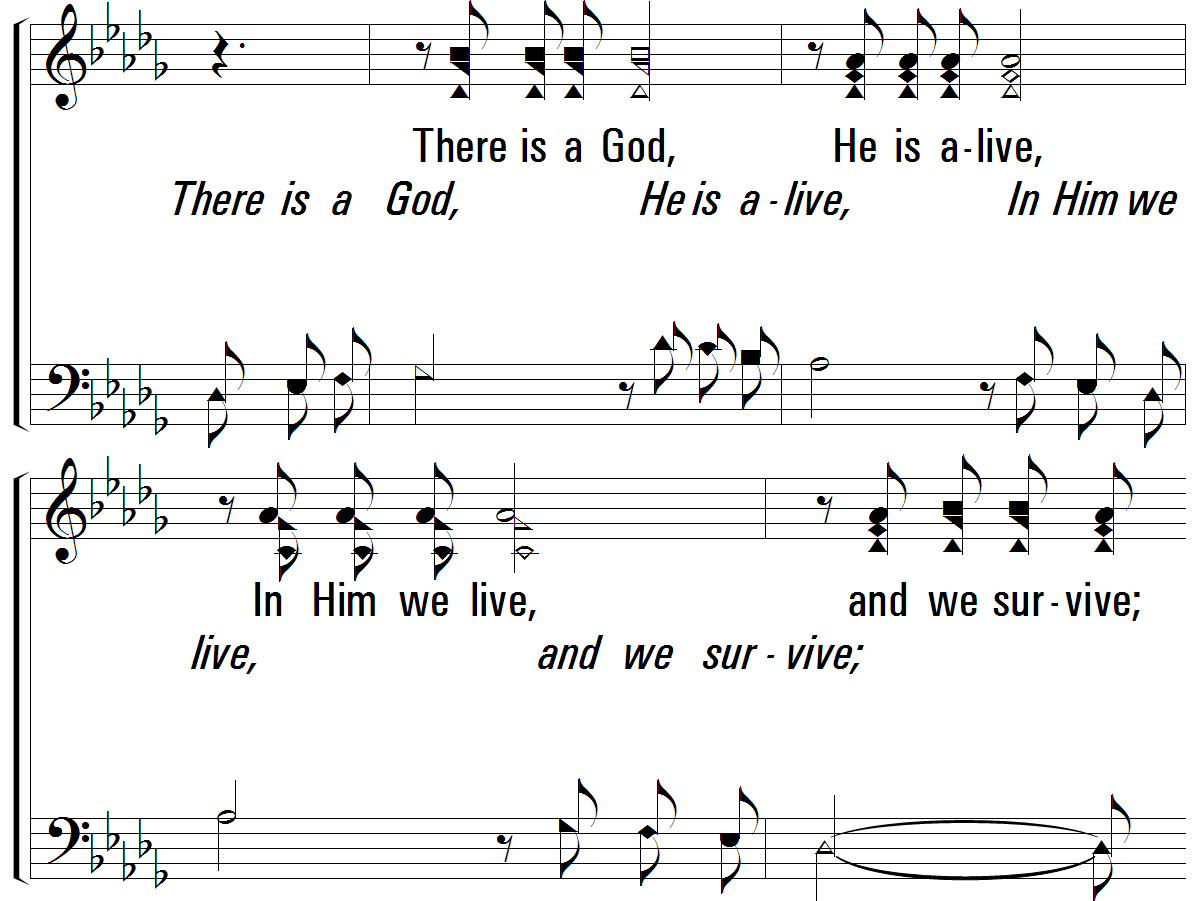 There is a God, He is a-live,
There is a God, He is a-live, In Him we
In Him we live, and we sur-vive;
live, and we sur-vive;